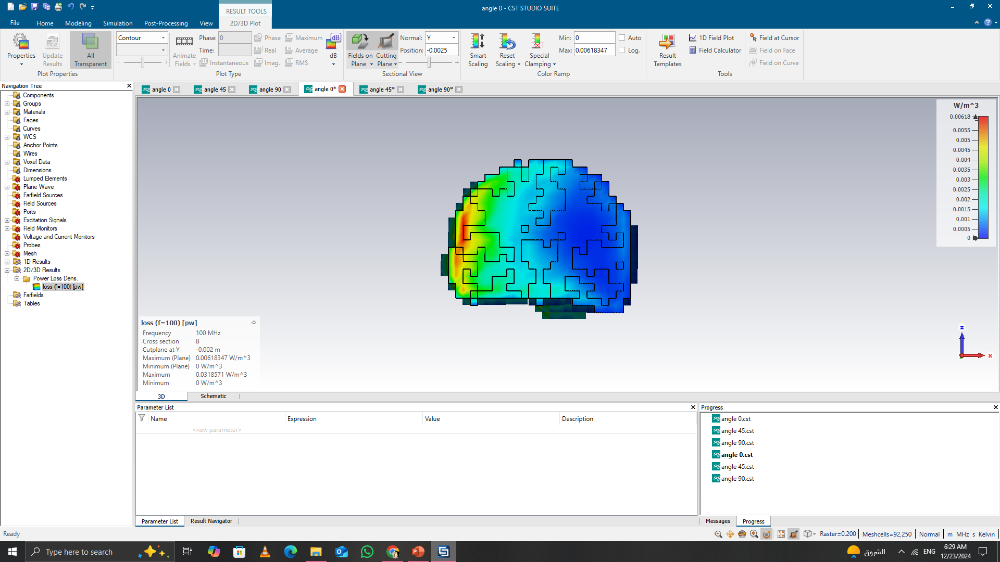 angle 0 - CST STUDIO SUITE
RESULT TOOLS
File
Home
Modeling
Simulation
Post-Processing
View
2D/3D Plot
Properties
Update Results
All Transparent
Plot Properties
Contour
Animate Fields
Phase: 0
Time:
Phase
Maximum
Real
Average
Instantaneous
Imag.
RMS
dB
dB
Plot Type
Fields on Plane
Cutting Plane
Normal: Y
Position: -0.0025
Sectional View
Smart Scaling
Reset Scaling
Special Clamping
Min: 0
Auto
Max: 0.00618347
Log.
Color Ramp
Result Templates
1D Field Plot
Field Calculator
Field at Cursor
Field on Face
Field on Curve
Tools
Navigation Tree
Components
Groups
Materials
Faces
Curves
WCS
Anchor Points
Wires
Voxel Data
Dimensions
Lumped Elements
Plane Wave
Farfield Sources
Field Sources
Ports
Excitation Signals
Field Monitors
Voltage and Current Monitors
Probes
Mesh
1D Results
2D/3D Results
Power Loss Dens.
loss (f=100) [pw]
Farfields
Tables
angle 0
angle 45
angle 90
angle 0*
angle 45*
angle 90*
W/m^3
0.00618
0.0055
0.005
0.0045
0.004
0.0035
0.003
0.0025
0.002
0.0015
0.001
0.0005
0
z
x
loss (f=100) [pw]
Frequency 100 MHz
Cross section B
Cutplane at Y -0.002 m
Maximum (Plane) 0.00618347 W/m^3
Minimum (Plane) 0 W/m^3
Maximum 0.0318571 W/m^3
Minimum 0 W/m^3
3D
Schematic
Parameter List
Name Expression Value Description
<new parameter>
Parameter List
Result Navigator
Progress
angle 0.cst
angle 45.cst
angle 90.cst
angle 0.cst
angle 45.cst
angle 90.cst
Messages
Progress
Ready
Raster=0.200 Meshcells=92,250 Normal m MHz s Kelvin
Type here to search
الشروق
ENG
6:29 AM
12/23/2024